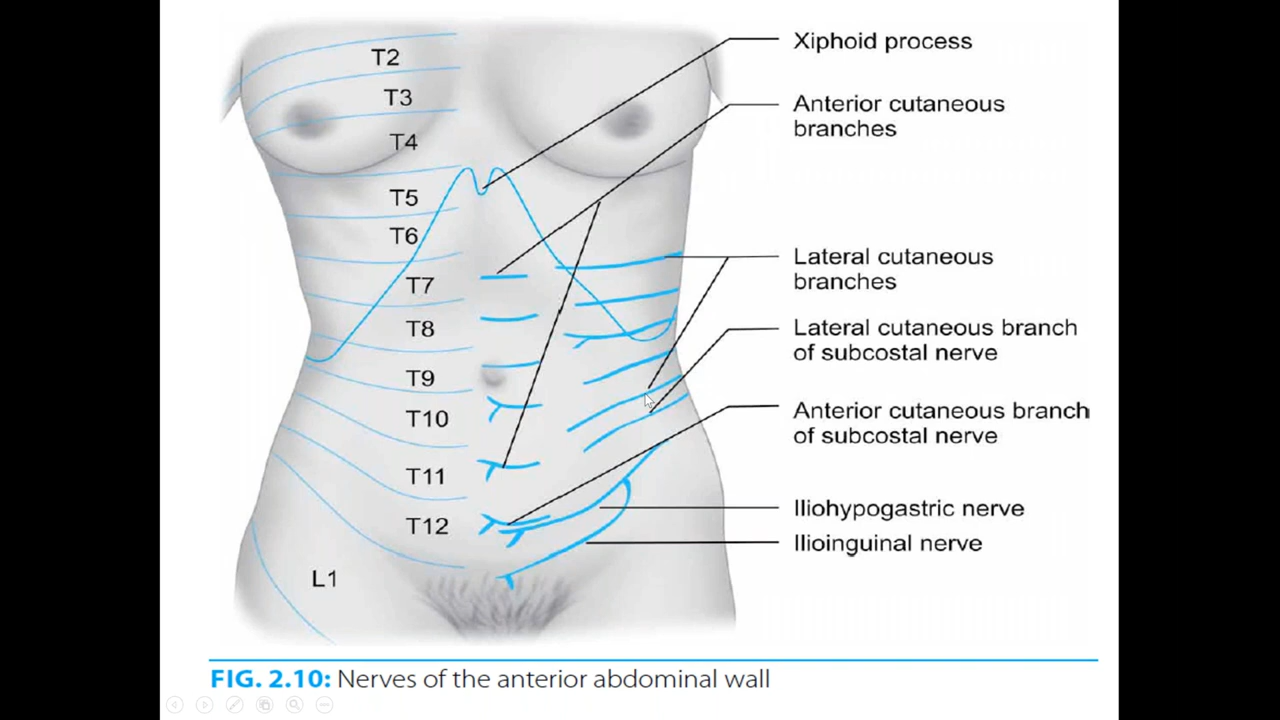 T2
T3
T4
T5
T6
T7
T8
T9
T10
T11
T12
L1
Xiphoid process
Anterior cutaneous
branches
Lateral cutaneous
branches
Lateral cutaneous branch
of subcostal nerve
Anterior cutaneous branch
of subcostal nerve
Iliohypogastric nerve
Ilioinguinal nerve
FIG. 2.10: Nerves of the anterior abdominal wall